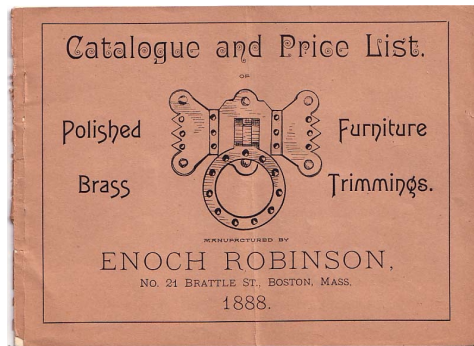 Catalogue and Price List.
OF
Polished Furniture
Brass Trimmings.
MANUFACTURED BY
ENOCH ROBINSON,
No. 21 BRATTLE ST., BOSTON, MASS.
1888.